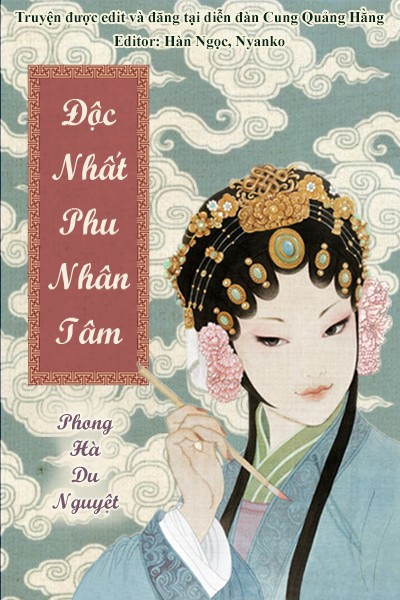 Truyện được edit và đăng tại diễn đàn Cung Quảng Hằng
Editor: Hàn Ngọc, Nyanko
Độc
Nhất
Phu
Nhân
Tâm
Phong
Hà
Du
Nguyệt